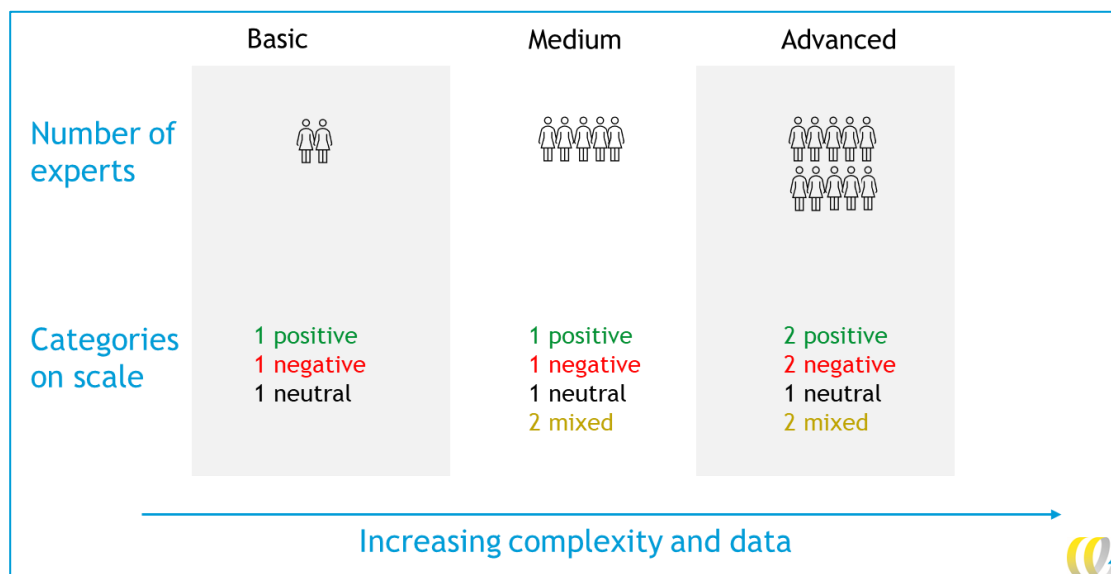 Basic
Medium
Advanced
Number of
experts
Categories
on scale
1 positive
1 negative
1 neutral
1 positive
1 negative
1 neutral
2 mixed
2 positive
2 negative
1 neutral
2 mixed
Increasing complexity and data